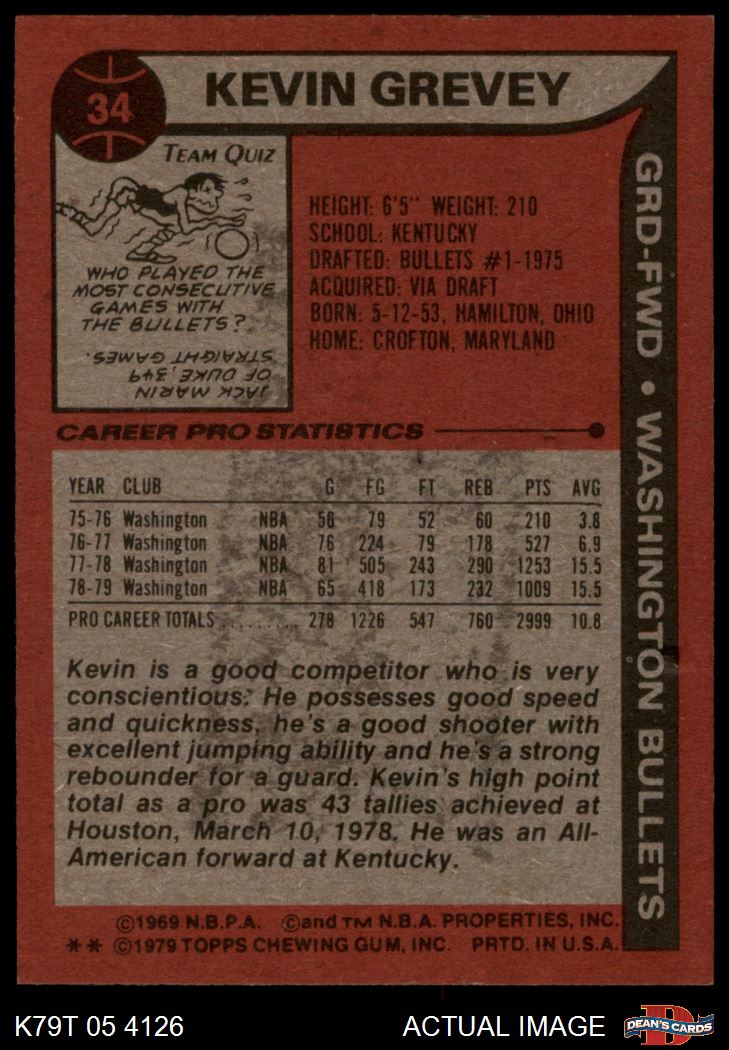 34
KEVIN GREVEY
GRD-FWD • WASHINGTON BULLETS
TEAM QUIZ
WHO PLAYED THE
MOST CONSECUTIVE
GAMES WITH
THE BULLETS?
JACK MARIN
OF DUKE, 349
STRAIGHT GAMES.
HEIGHT: 6'5" WEIGHT: 210
SCHOOL: KENTUCKY
DRAFTED: BULLETS #1-1975
ACQUIRED: VIA DRAFT
BORN: 5-12-53, HAMILTON, OHIO
HOME: CROFTON, MARYLAND
CAREER PRO STATISTICS
YEAR CLUB G FG FT REB PTS AVG
75-76 Washington NBA 56 79 52 60 210 3.8
76-77 Washington NBA 76 224 79 178 527 6.9
77-78 Washington NBA 81 505 243 290 1253 15.5
78-79 Washington NBA 65 418 173 232 1009 15.5
PRO CAREER TOTALS .......... 278 1226 547 760 2999 10.8
Kevin is a good competitor who is very
conscientious. He possesses good speed
and quickness, he's a good shooter with
excellent jumping ability and he's a strong
rebounder for a guard. Kevin's high point
total as a pro was 43 tallies achieved at
Houston, March 10, 1978. He was an All-
American forward at Kentucky.
©1969 N.B.P.A. ©and TM N.B.A. PROPERTIES, INC.
** ©1979 TOPPS CHEWING GUM, INC. PRTD. IN U.S.A.
K79T 05 4126 ACTUAL IMAGE
D
DEAN'S CARDS